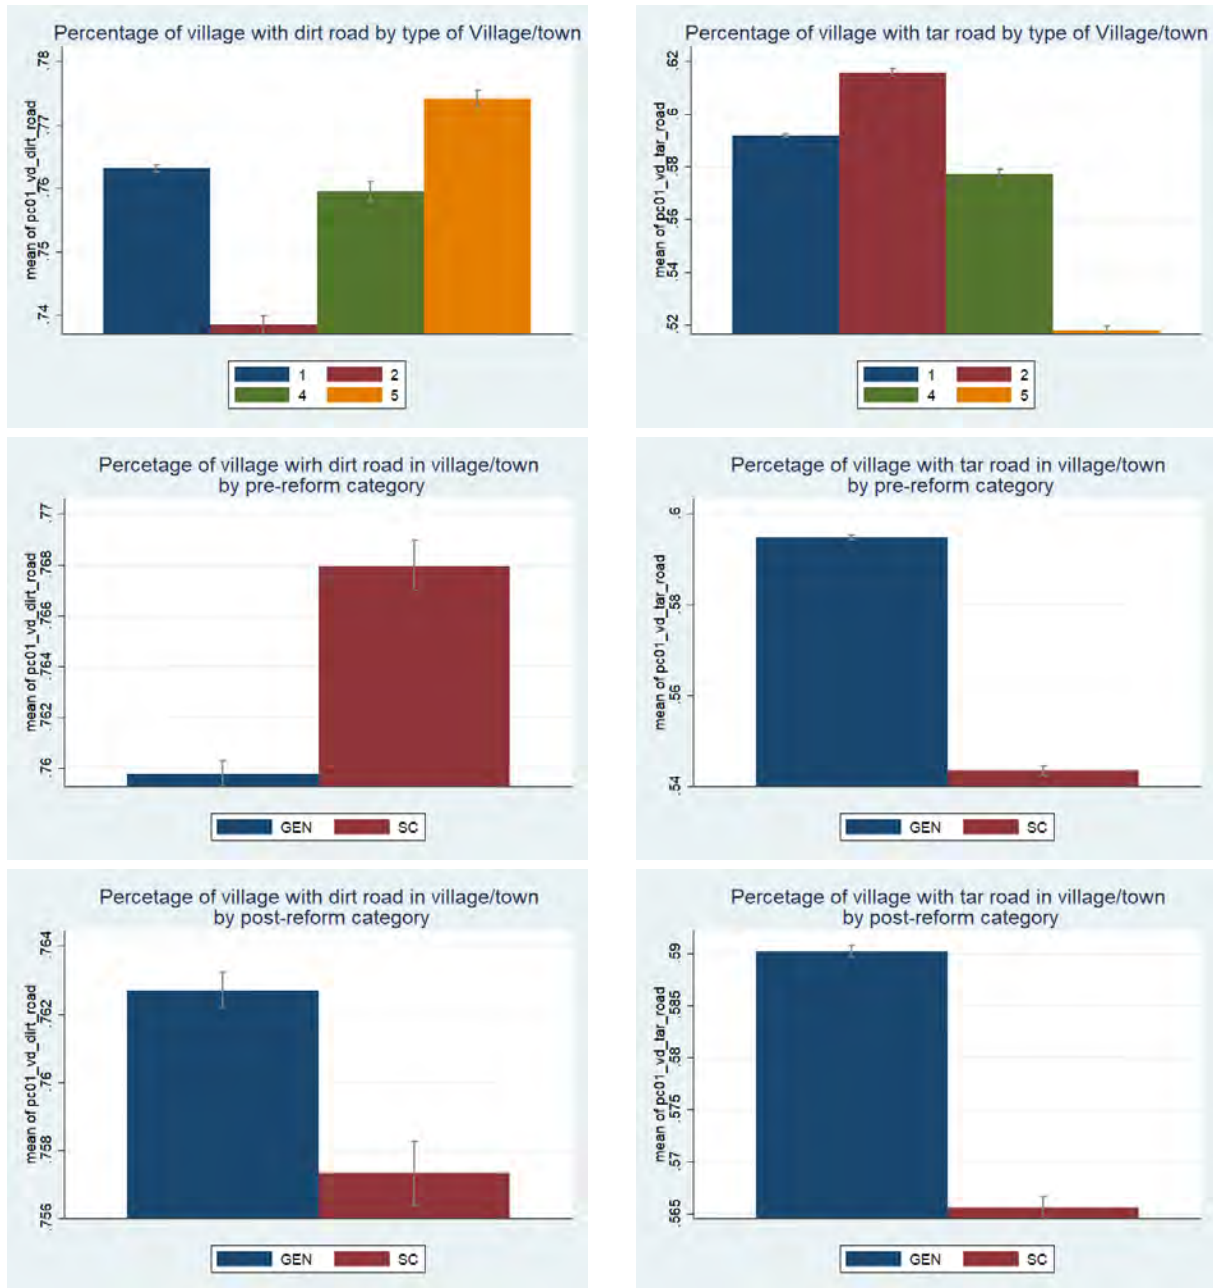 Percentage of village with dirt road by type of Village/town
mean of pc01_vd_dirt_road
.74
.75
.76
.77
.78
1
2
4
5
Percentage of village with tar road by type of Village/town
mean of pc01_vd_tar_road
.52
.54
.56
.58
.6
.62
1
2
4
5
Percetage of village wirh dirt road in village/town
by pre-reform category
mean of pc01_vd_dirt_road
.76
.762
.764
.766
.768
.77
GEN
SC
Percetage of village with tar road in village/town
by pre-reform category
mean of pc01_vd_tar_road
.54
.56
.58
.6
GEN
SC
Percetage of village with dirt road in village/town
by post-reform category
mean of pc01_vd_dirt_road
.756
.758
.76
.762
.764
GEN
SC
Percetage of village with tar road in village/town
by post-reform category
mean of pc01_vd_tar_road
.565
.57
.575
.58
.585
.59
GEN
SC